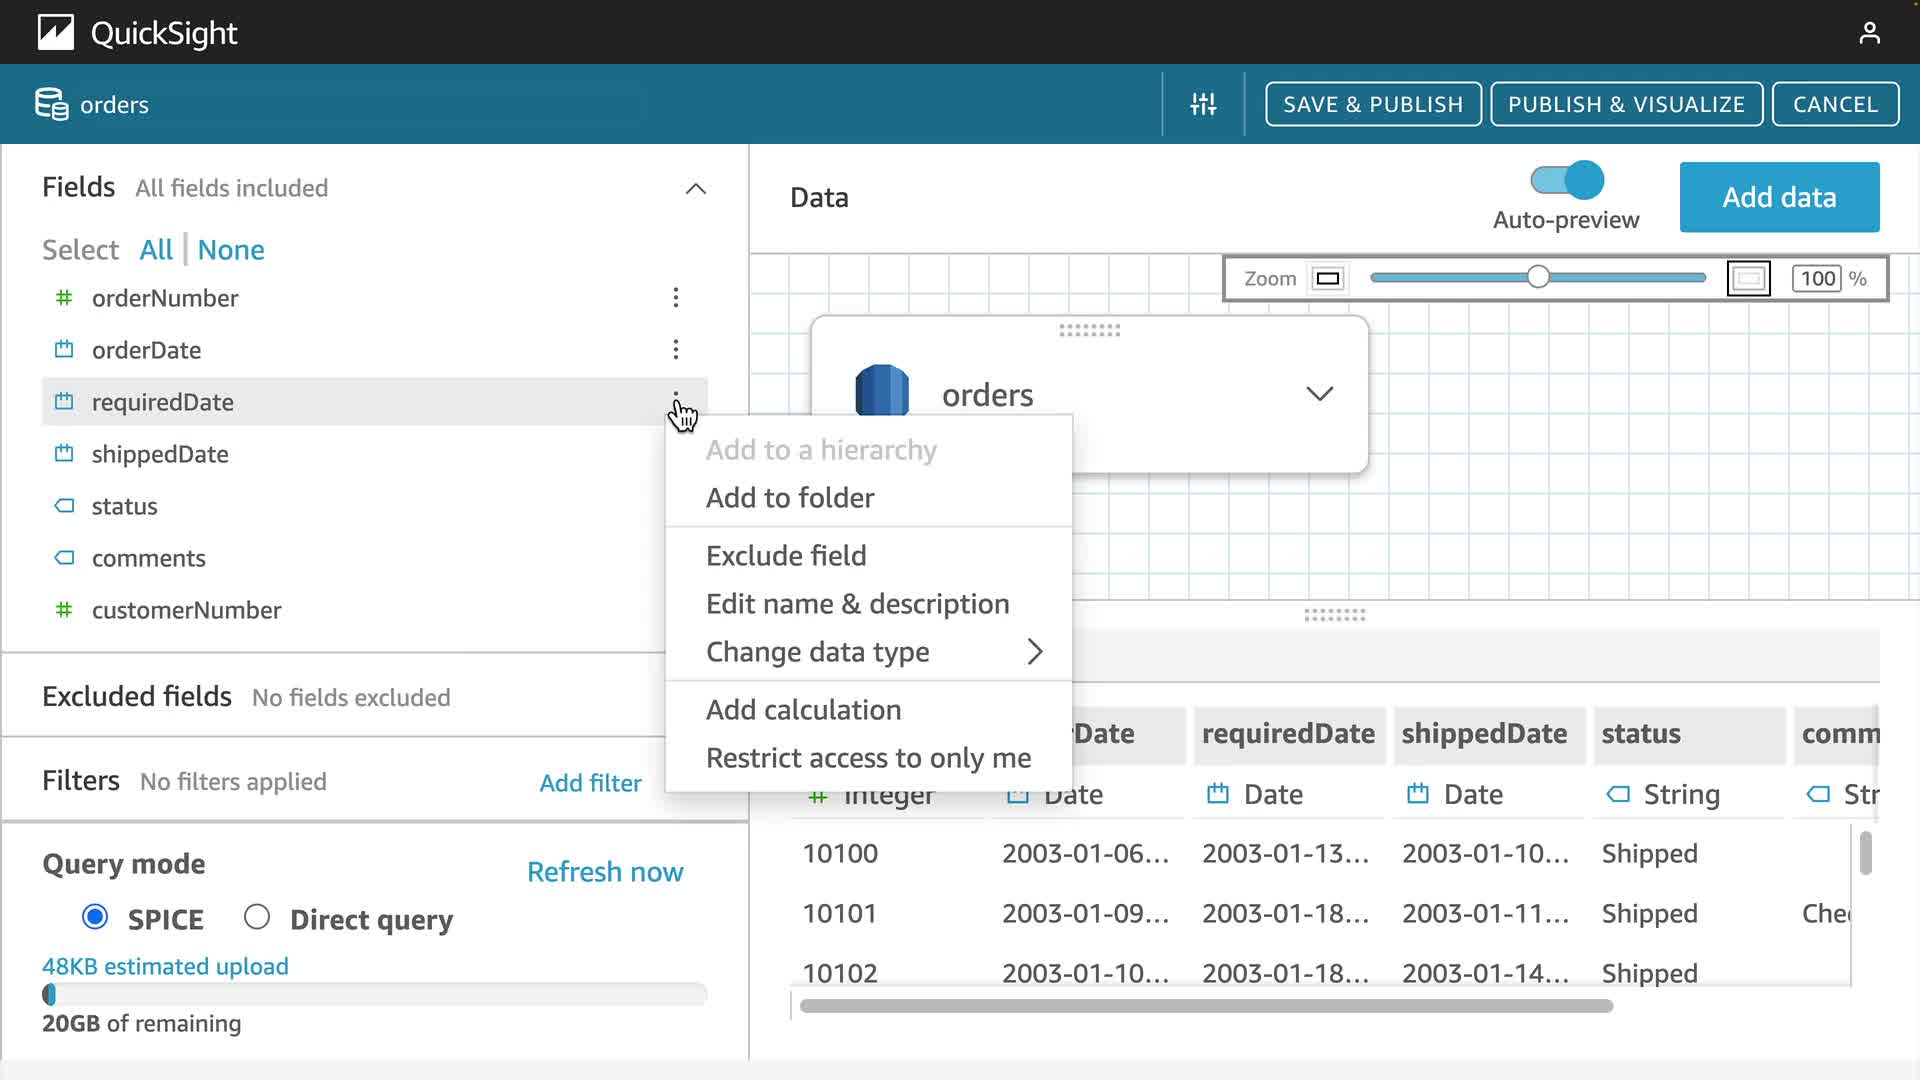 QuickSight
orders
SAVE & PUBLISH
PUBLISH & VISUALIZE
CANCEL
Fields All fields included
Select All None
orderNumber
orderDate
requiredDate
shippedDate
status
comments
customerNumber
Excluded fields No fields excluded
Filters No filters applied Add filter
Query mode Refresh now
SPICE Direct query
48KB estimated upload
20GB of remaining
Data
Auto-preview
Add data
Zoom 100 %
orders
Add to a hierarchy
Add to folder
Exclude field
Edit name & description
Change data type
Add calculation
Restrict access to only me
rDate requiredDate shippedDate status comm
Integer Date Date Date String Str
10100 2003-01-06... 2003-01-13... 2003-01-10... Shipped
10101 2003-01-09... 2003-01-18... 2003-01-11... Shipped Che
10102 2003-01-10... 2003-01-18... 2003-01-14... Shipped